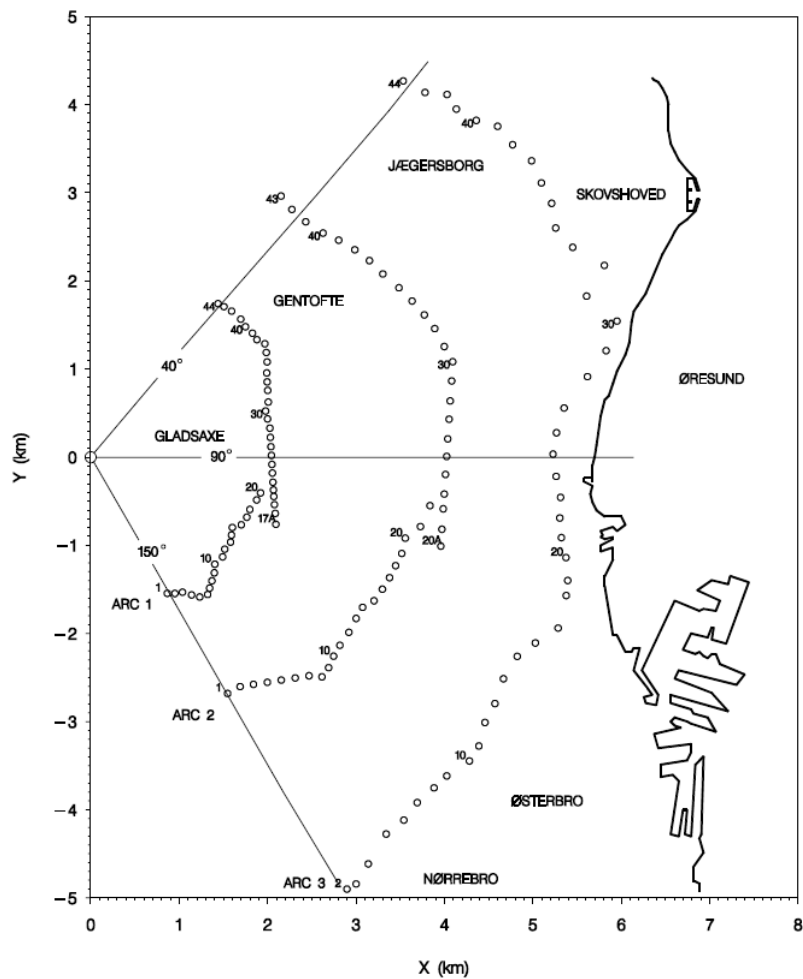 5
44
4
40
JÆGERSBORG
3
43
SKOVSHOVED
40
2
GENTOFTE
44
40
30
1
40°
30
ØRESUND
30
Y (km)
GLADSAXE
0
90°
20
17A
-1
20
20A
20
150°
10
1
ARC 1
-2
10
1
ARC 2
-3
10
-4
ØSTERBRO
ARC 3 2
NØRREBRO
-5
0 1 2 3 4 5 6 7 8
X (km)